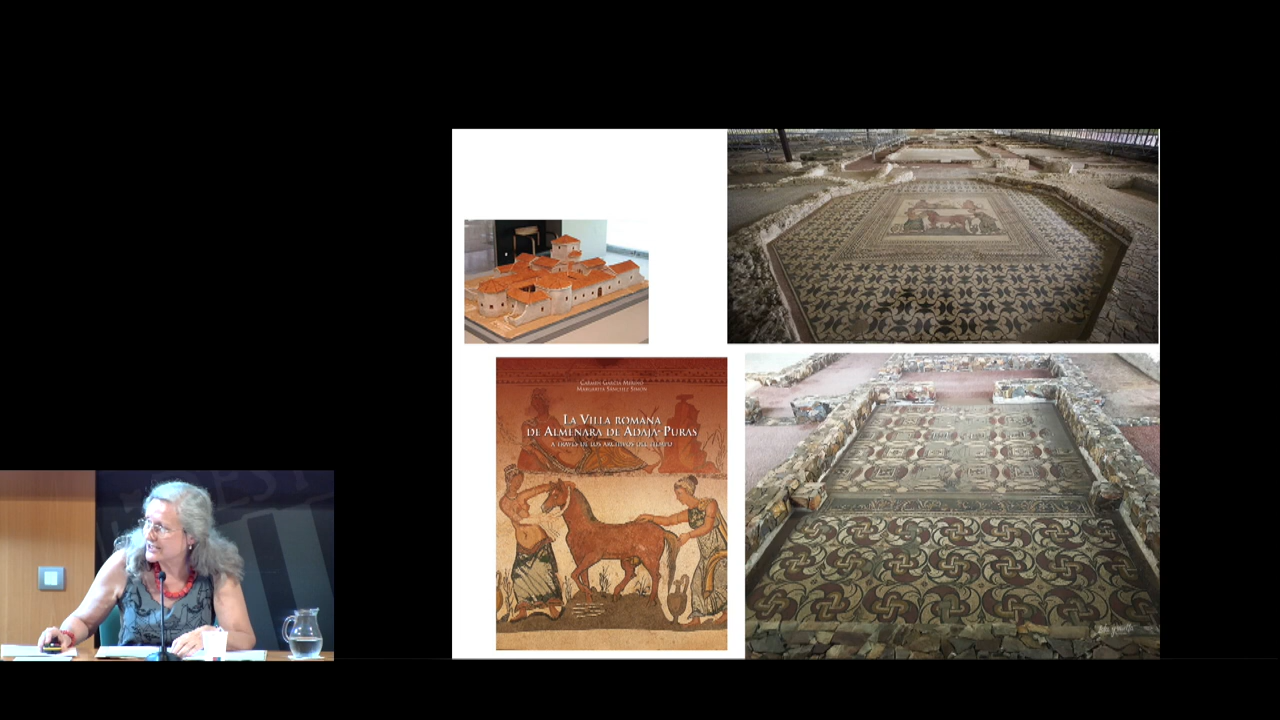 CARMEN GARCÍA MERINO
MARGARITA SÁNCHEZ SIMÓN
LA VILLA ROMANA
DE ALMENARA DE ADAJA-PURAS
A TRAVÉS DE LOS ARCHIVOS DEL TIEMPO